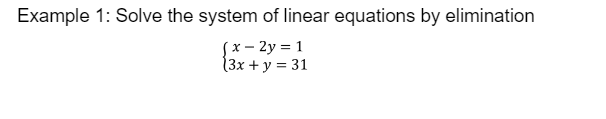 Example 1: Solve the system of linear equations by elimination
{x − 2y = 1
{3x + y = 31